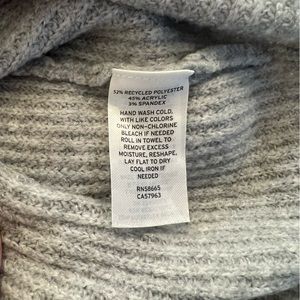 52% RECYCLED POLYESTER
45% ACRYLIC
3% SPANDEX
HAND WASH COLD,
WITH LIKE COLORS
ONLY NON-CHLORINE
BLEACH IF NEEDED
ROLL IN TOWEL TO
REMOVE EXCESS
MOISTURE, RESHAPE,
LAY FLAT TO DRY
COOL IRON IF
NEEDED
RN58665
CA57963